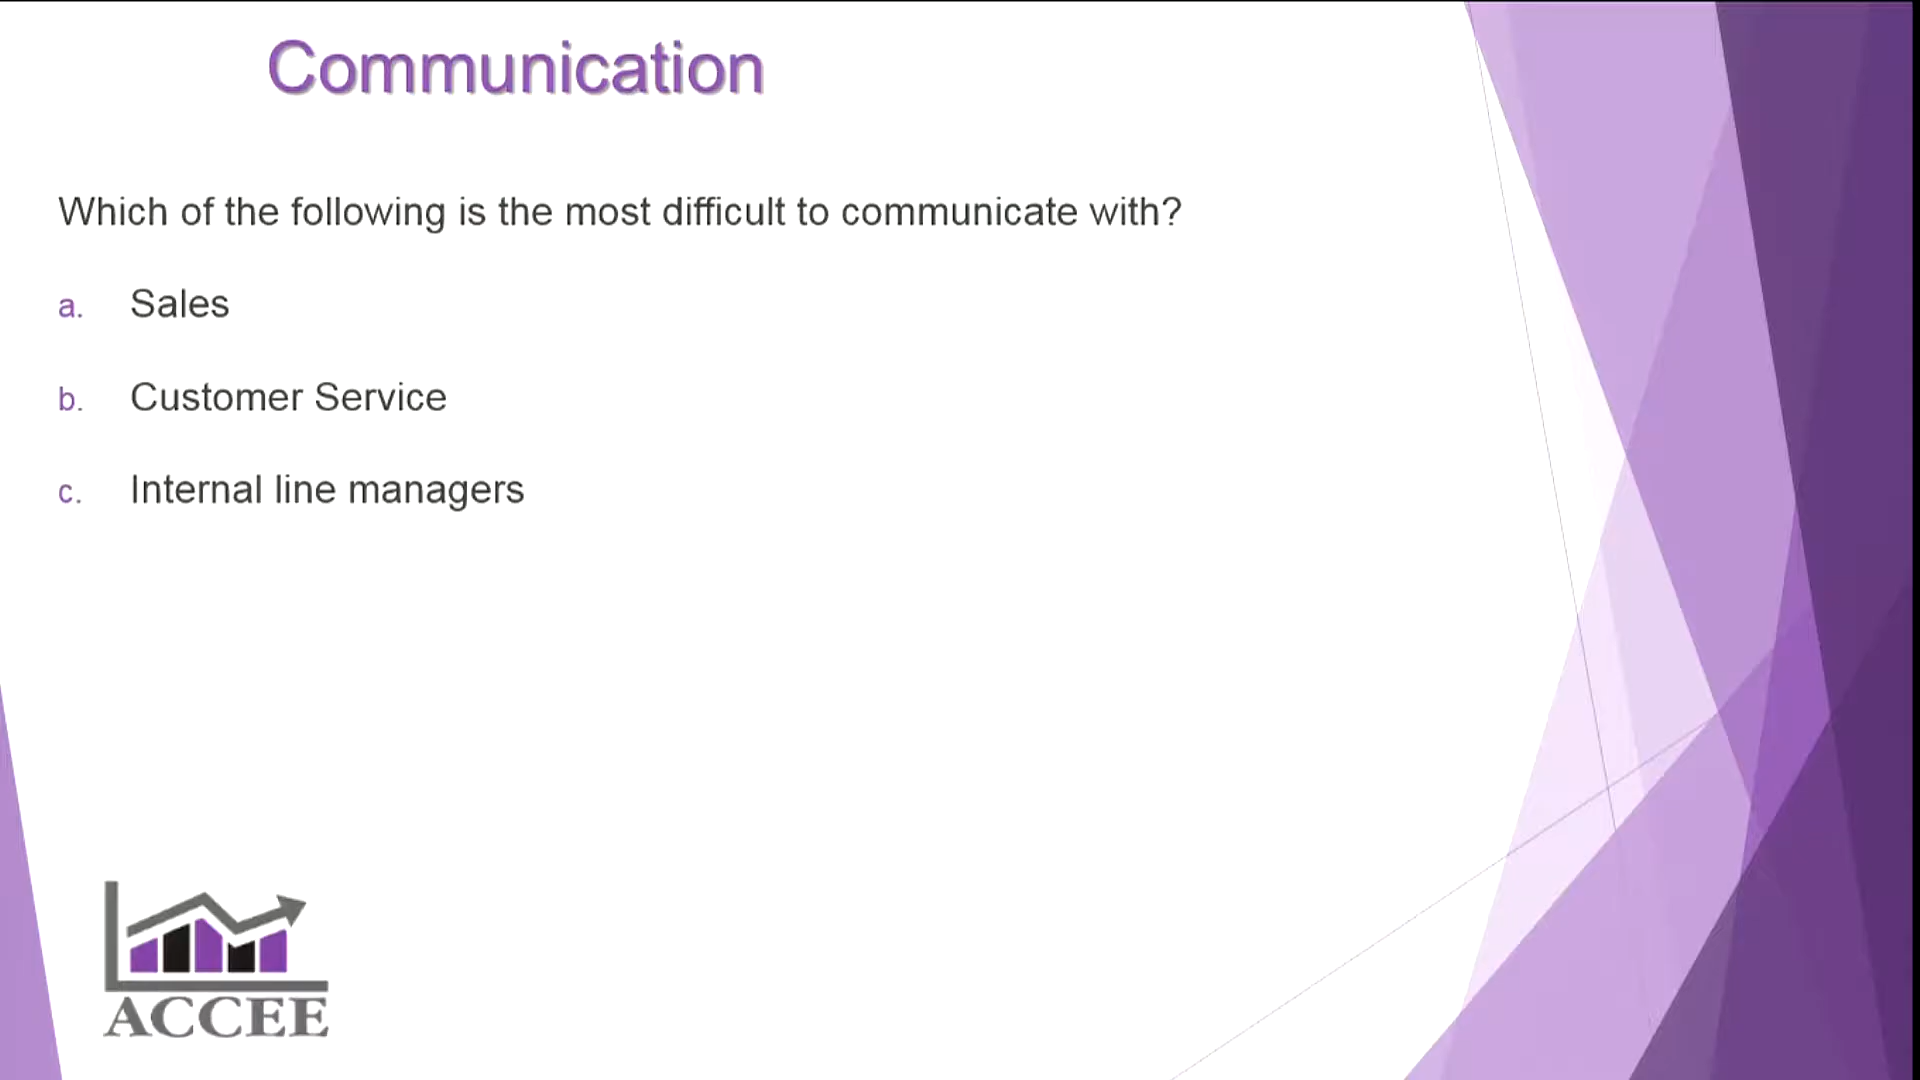 Communication
Which of the following is the most difficult to communicate with?
a. Sales
b. Customer Service
c. Internal line managers
ACCEE